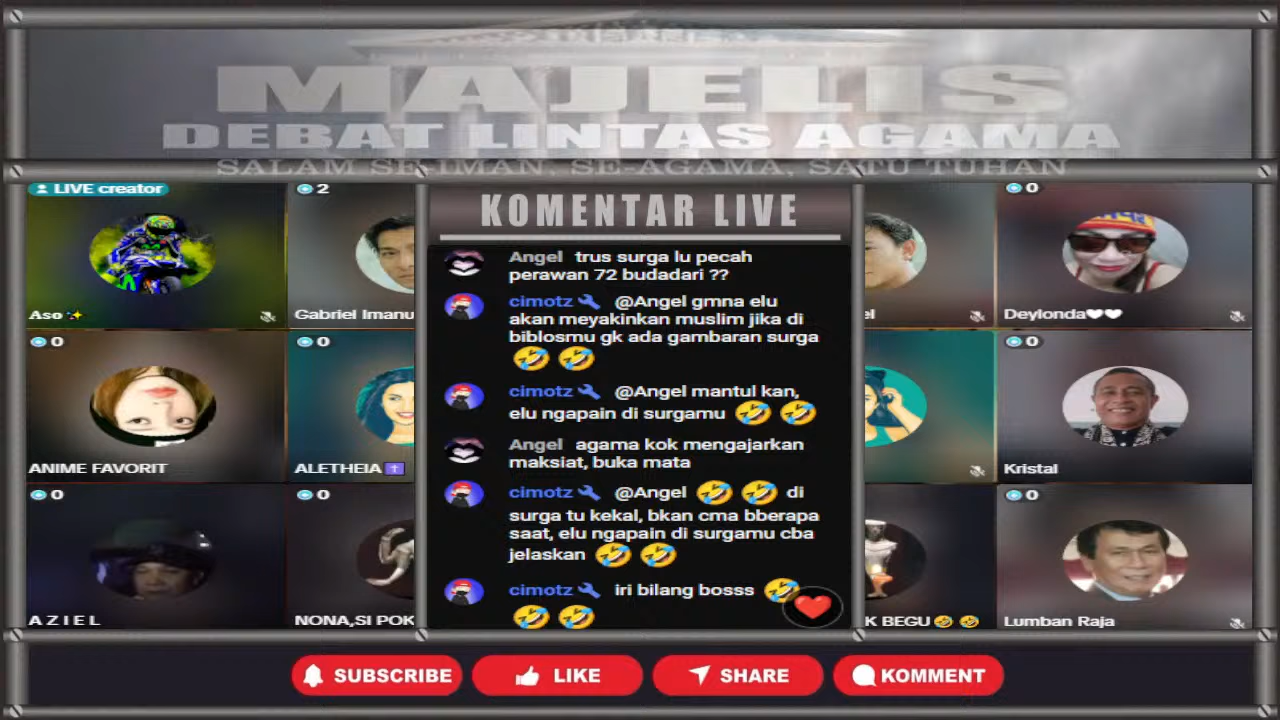 MAJELIS
DEBAT LINTAS AGAMA
SALAM SE-IMAN, SE-AGAMA, SATU TUHAN
LIVE creator
2
0
KOMENTAR LIVE
Aso
Gabriel Imanu
el
Deylonda
Angel trus surga lu pecah
perawan 72 budadari ??
cimotz @Angel gmna elu
akan meyakinkan muslim jika di
biblosmu gk ada gambaran surga
cimotz @Angel mantul kan,
elu ngapain di surgamu
Angel agama kok mengajarkan
maksiat, buka mata
cimotz @Angel di
surga tu kekal, bkan cma bberapa
saat, elu ngapain di surgamu cba
jelaskan
cimotz iri bilang bosss
0
0
0
ANIME FAVORIT
ALETHEIA
Kristal
0
0
0
A Z I E L
NONA,SI POK
K BEGU
Lumban Raja
SUBSCRIBE
LIKE
SHARE
KOMMENT